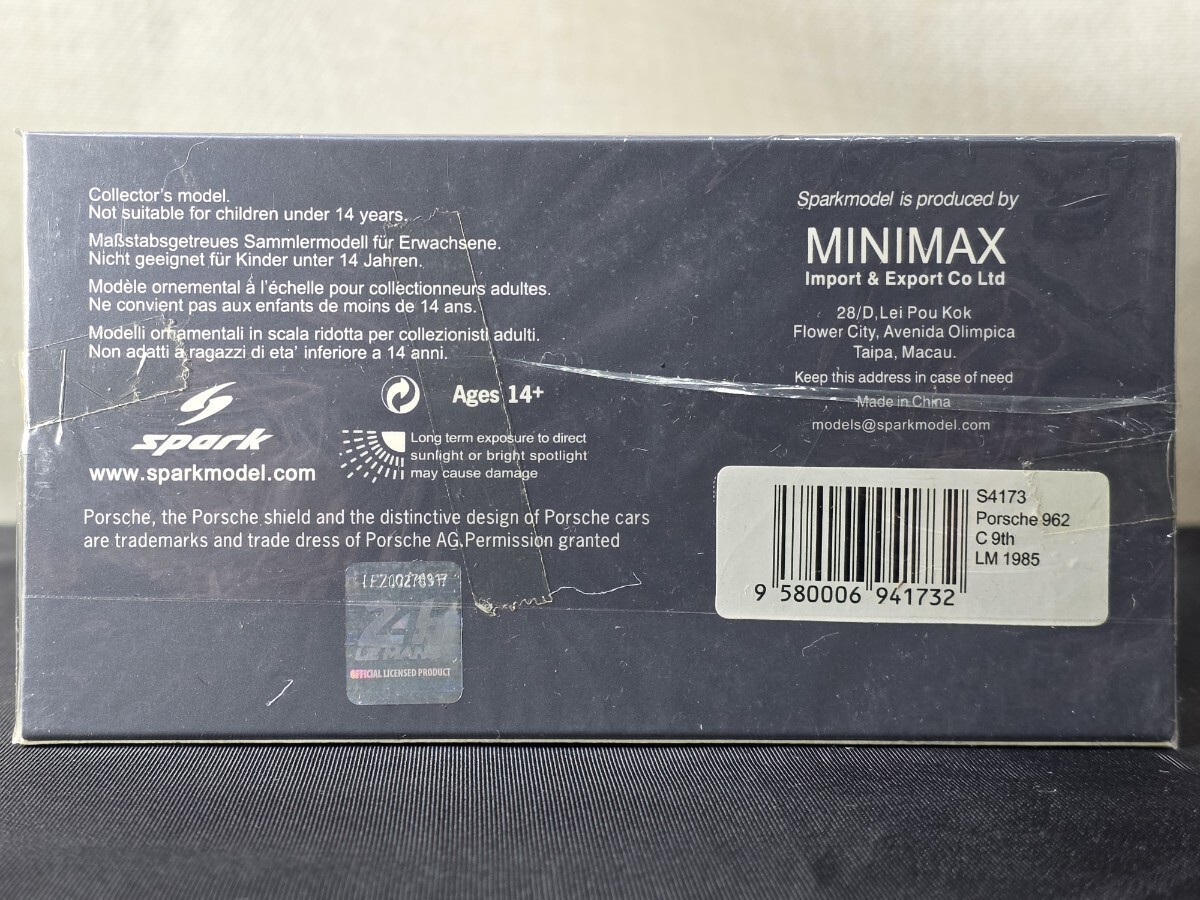 Collector's model.
Not suitable for children under 14 years.
Maßstabsgetreues Sammlermodell für Erwachsene.
Nicht geeignet für Kinder unter 14 Jahren.
Modèle ornemental á l'échelle pour collectionneurs adultes.
Ne convient pas aux enfants de moins de 14 ans.
Modelli ornamentali in scala ridotta per collezionisti adulti.
Non adatti a ragazzi di eta' inferiore a 14 anni.
spark
www.sparkmodel.com
Ages 14+
Long term exposure to direct
sunlight or bright spotlight
may cause damage
Porsche, the Porsche shield and the distinctive design of Porsche cars
are trademarks and trade dress of Porsche AG.Permission granted
24H
LE MANS
OFFICIAL LICENSED PRODUCT
Sparkmodel is produced by
MINIMAX
Import & Export Co Ltd
28/D,Lei Pou Kok
Flower City, Avenida Olimpica
Taipa, Macau.
Keep this address in case of need
Made in China
models@sparkmodel.com
S4173
Porsche 962
C 9th
LM 1985
9 580006 941732